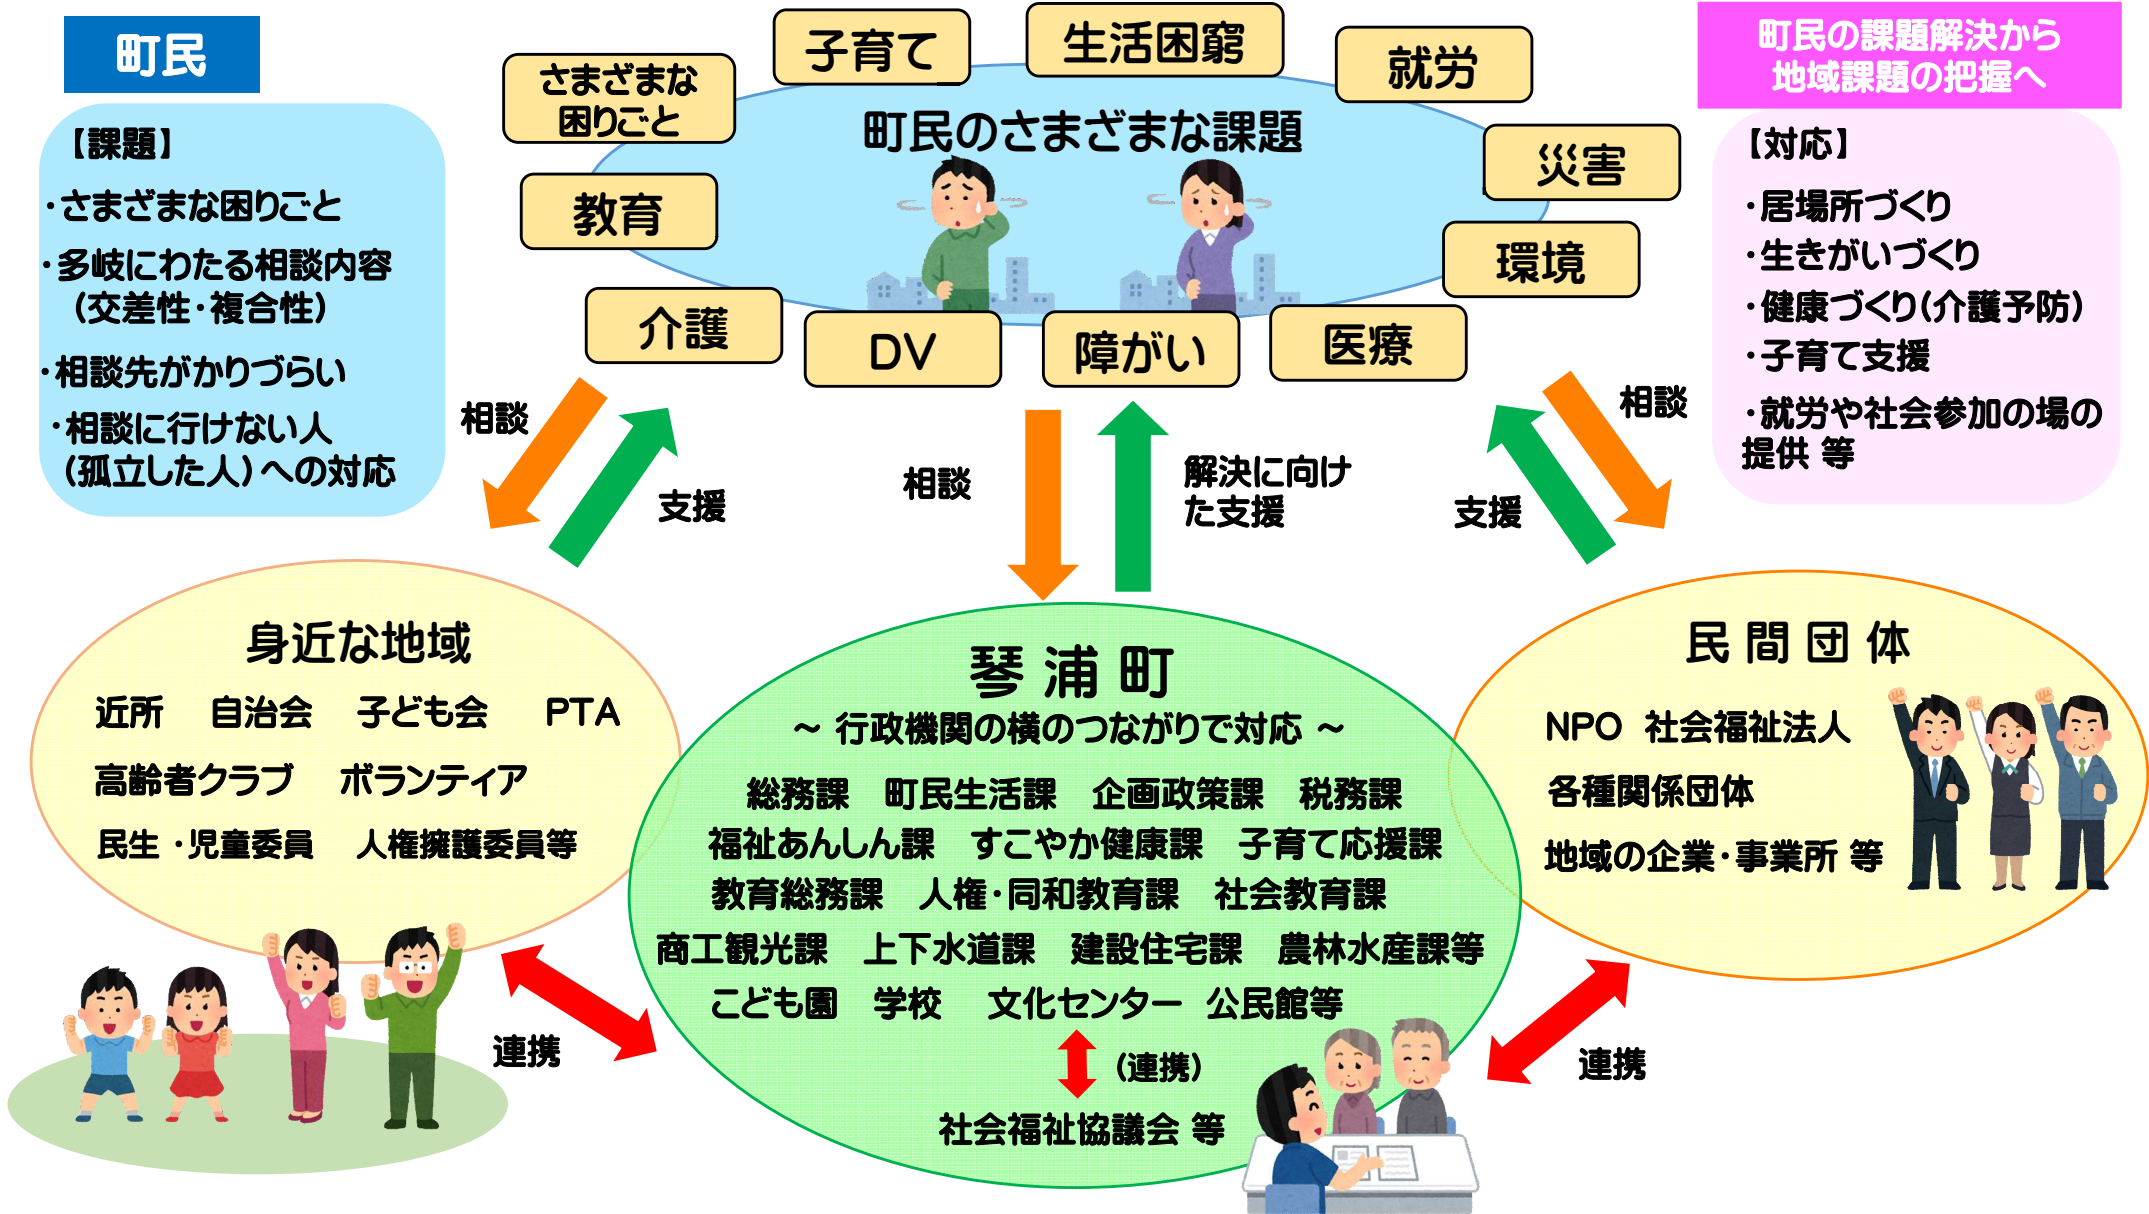 町民
【課題】
・さまざまな困りごと
・多岐にわたる相談内容
（交差性・複合性）
・相談先がかりづらい
・相談に行けない人
（孤立した人）への対応
さまざまな
困りごと
子育て
生活困窮
就労
災害
教育
環境
介護
DV
障がい
医療
町民のさまざまな課題
町民の課題解決から
地域課題の把握へ
【対応】
・居場所づくり
・生きがいづくり
・健康づくり（介護予防）
・子育て支援
・就労や社会参加の場の
提供 等
相談
支援
相談
解決に向け
た支援
支援
相談
身近な地域
近所 自治会 子ども会 PTA
高齢者クラブ ボランティア
民生・児童委員 人権擁護委員等
琴浦町
～ 行政機関の横のつながりで対応 ～
総務課 町民生活課 企画政策課 税務課
福祉あんしん課 すこやか健康課 子育て応援課
教育総務課 人権・同和教育課 社会教育課
商工観光課 上下水道課 建設住宅課 農林水産課等
こども園 学校 文化センター 公民館等
（連携）
社会福祉協議会 等
民間団体
NPO 社会福祉法人
各種関係団体
地域の企業・事業所 等
連携
連携